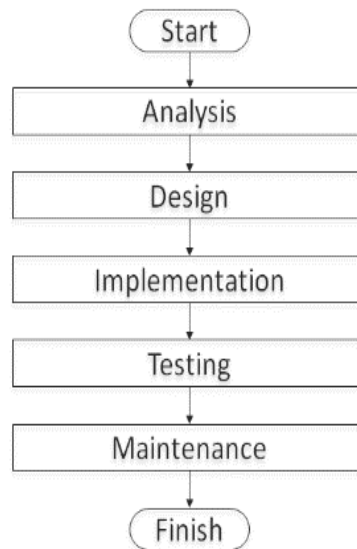 Start
Analysis
Design
Implementation
Testing
Maintenance
Finish